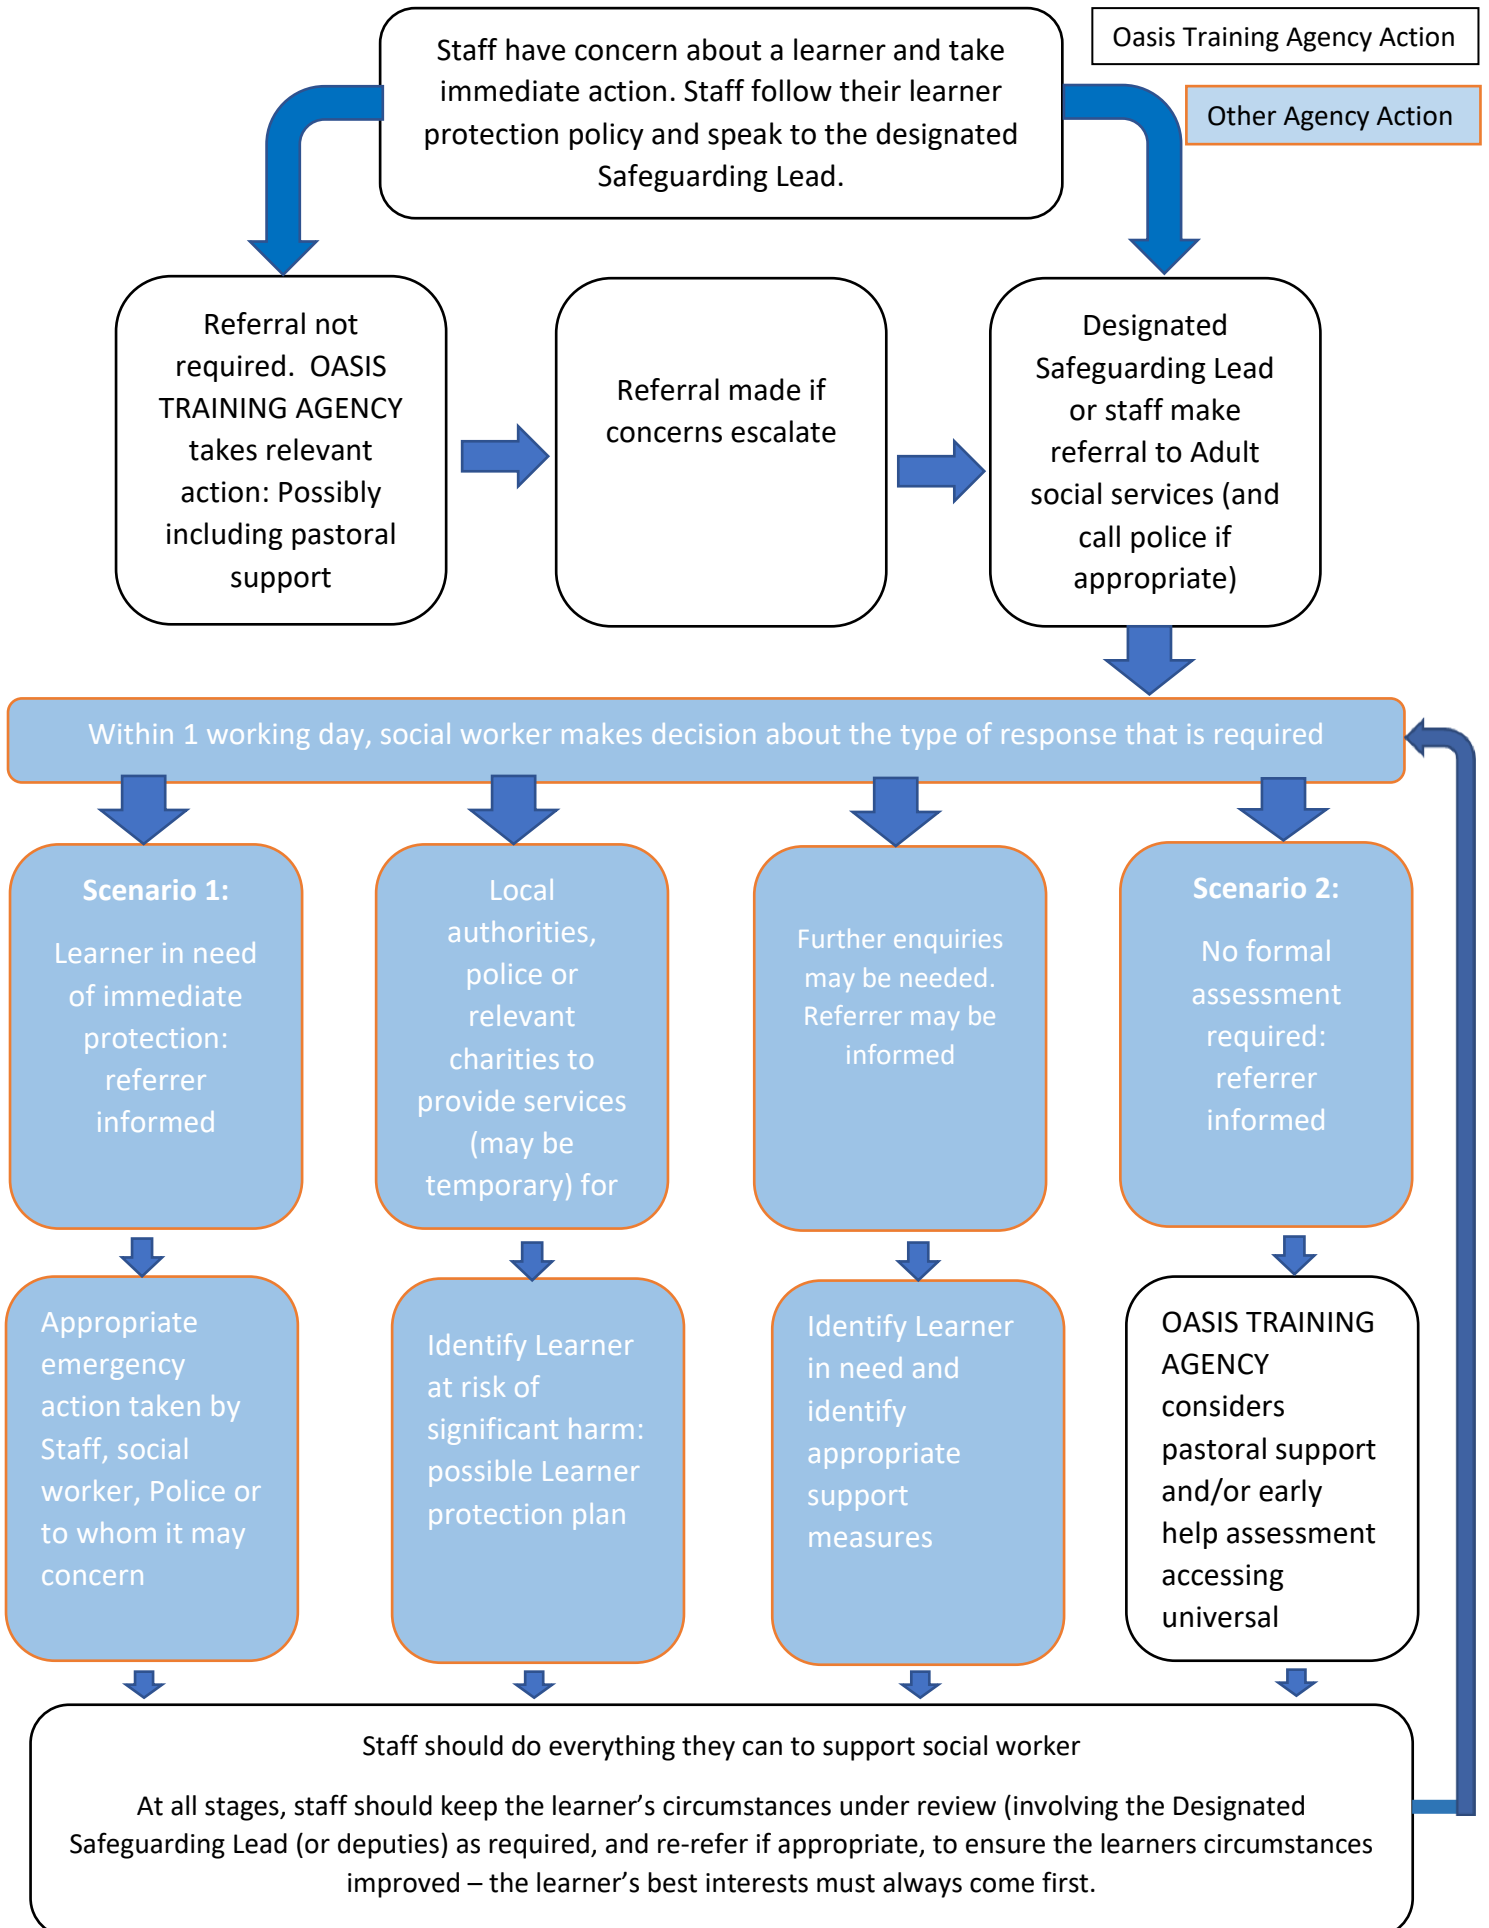 Staff have concern about a learner and take
immediate action. Staff follow their learner
protection policy and speak to the designated
Safeguarding Lead.
Oasis Training Agency Action
Other Agency Action
Referral not
required.  OASIS
TRAINING AGENCY
takes relevant
action: Possibly
including pastoral
support
Referral made if
concerns escalate
Designated
Safeguarding Lead
or staff make
referral to Adult
social services (and
call police if
appropriate)
Within 1 working day, social worker makes decision about the type of response that is required
Scenario 1:
Learner in need
of immediate
protection:
referrer
informed
Local
authorities,
police or
relevant
charities to
provide services
(may be
temporary) for
Further enquiries
may be needed.
Referrer may be
informed
Scenario 2:
No formal
assessment
required:
referrer
informed
Appropriate
emergency
action taken by
Staff, social
worker, Police or
to whom it may
concern
Identify Learner
at risk of
significant harm:
possible Learner
protection plan
Identify Learner
in need and
identify
appropriate
support
measures
OASIS TRAINING
AGENCY
considers
pastoral support
and/or early
help assessment
accessing
universal
Staff should do everything they can to support social worker
At all stages, staff should keep the learner’s circumstances under review (involving the Designated
Safeguarding Lead (or deputies) as required, and re-refer if appropriate, to ensure the learners circumstances
improved – the learner’s best interests must always come first.